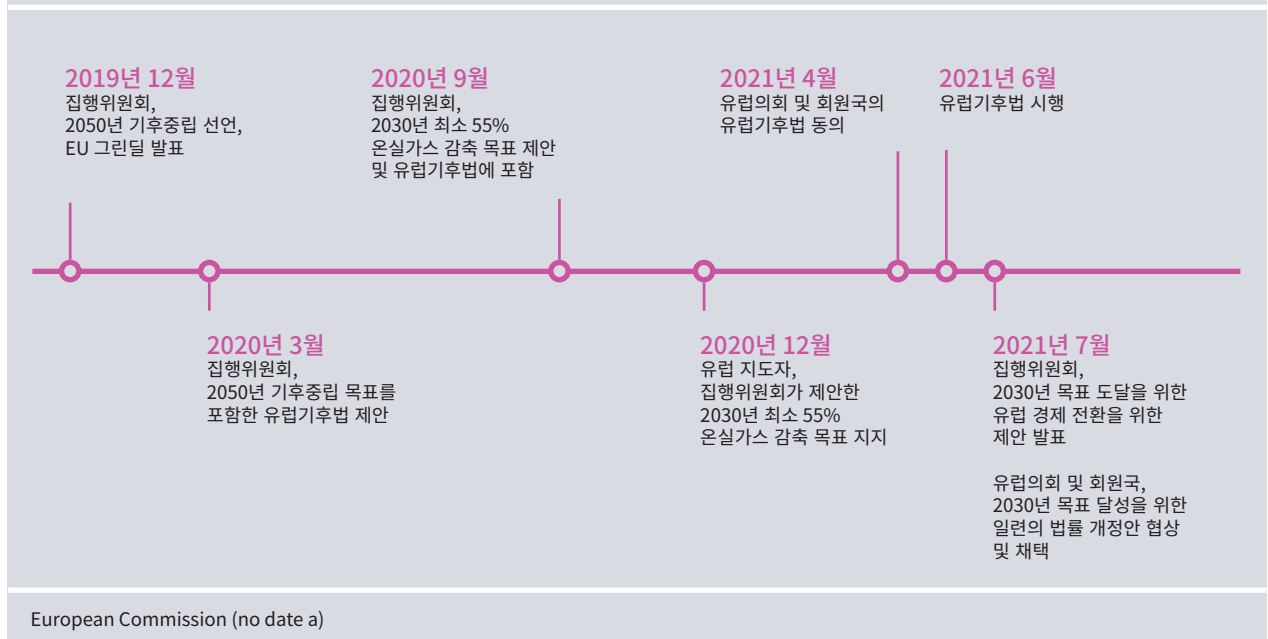 2019년 12월
집행위원회,
2050년 기후중립 선언,
EU 그린딜 발표
2020년 3월
집행위원회,
2050년 기후중립 목표를
포함한 유럽기후법 제안
2020년 9월
집행위원회,
2030년 최소 55%
온실가스 감축 목표 제안
및 유럽기후법에 포함
2020년 12월
유럽 지도자,
집행위원회가 제안한
2030년 최소 55%
온실가스 감축 목표 지지
2021년 4월
유럽의회 및 회원국의
유럽기후법 동의
2021년 6월
유럽기후법 시행
2021년 7월
집행위원회,
2030년 목표 도달을 위한
유럽 경제 전환을 위한
제안 발표
유럽의회 및 회원국,
2030년 목표 달성을 위한
일련의 법률 개정안 협상
및 채택
European Commission (no date a)